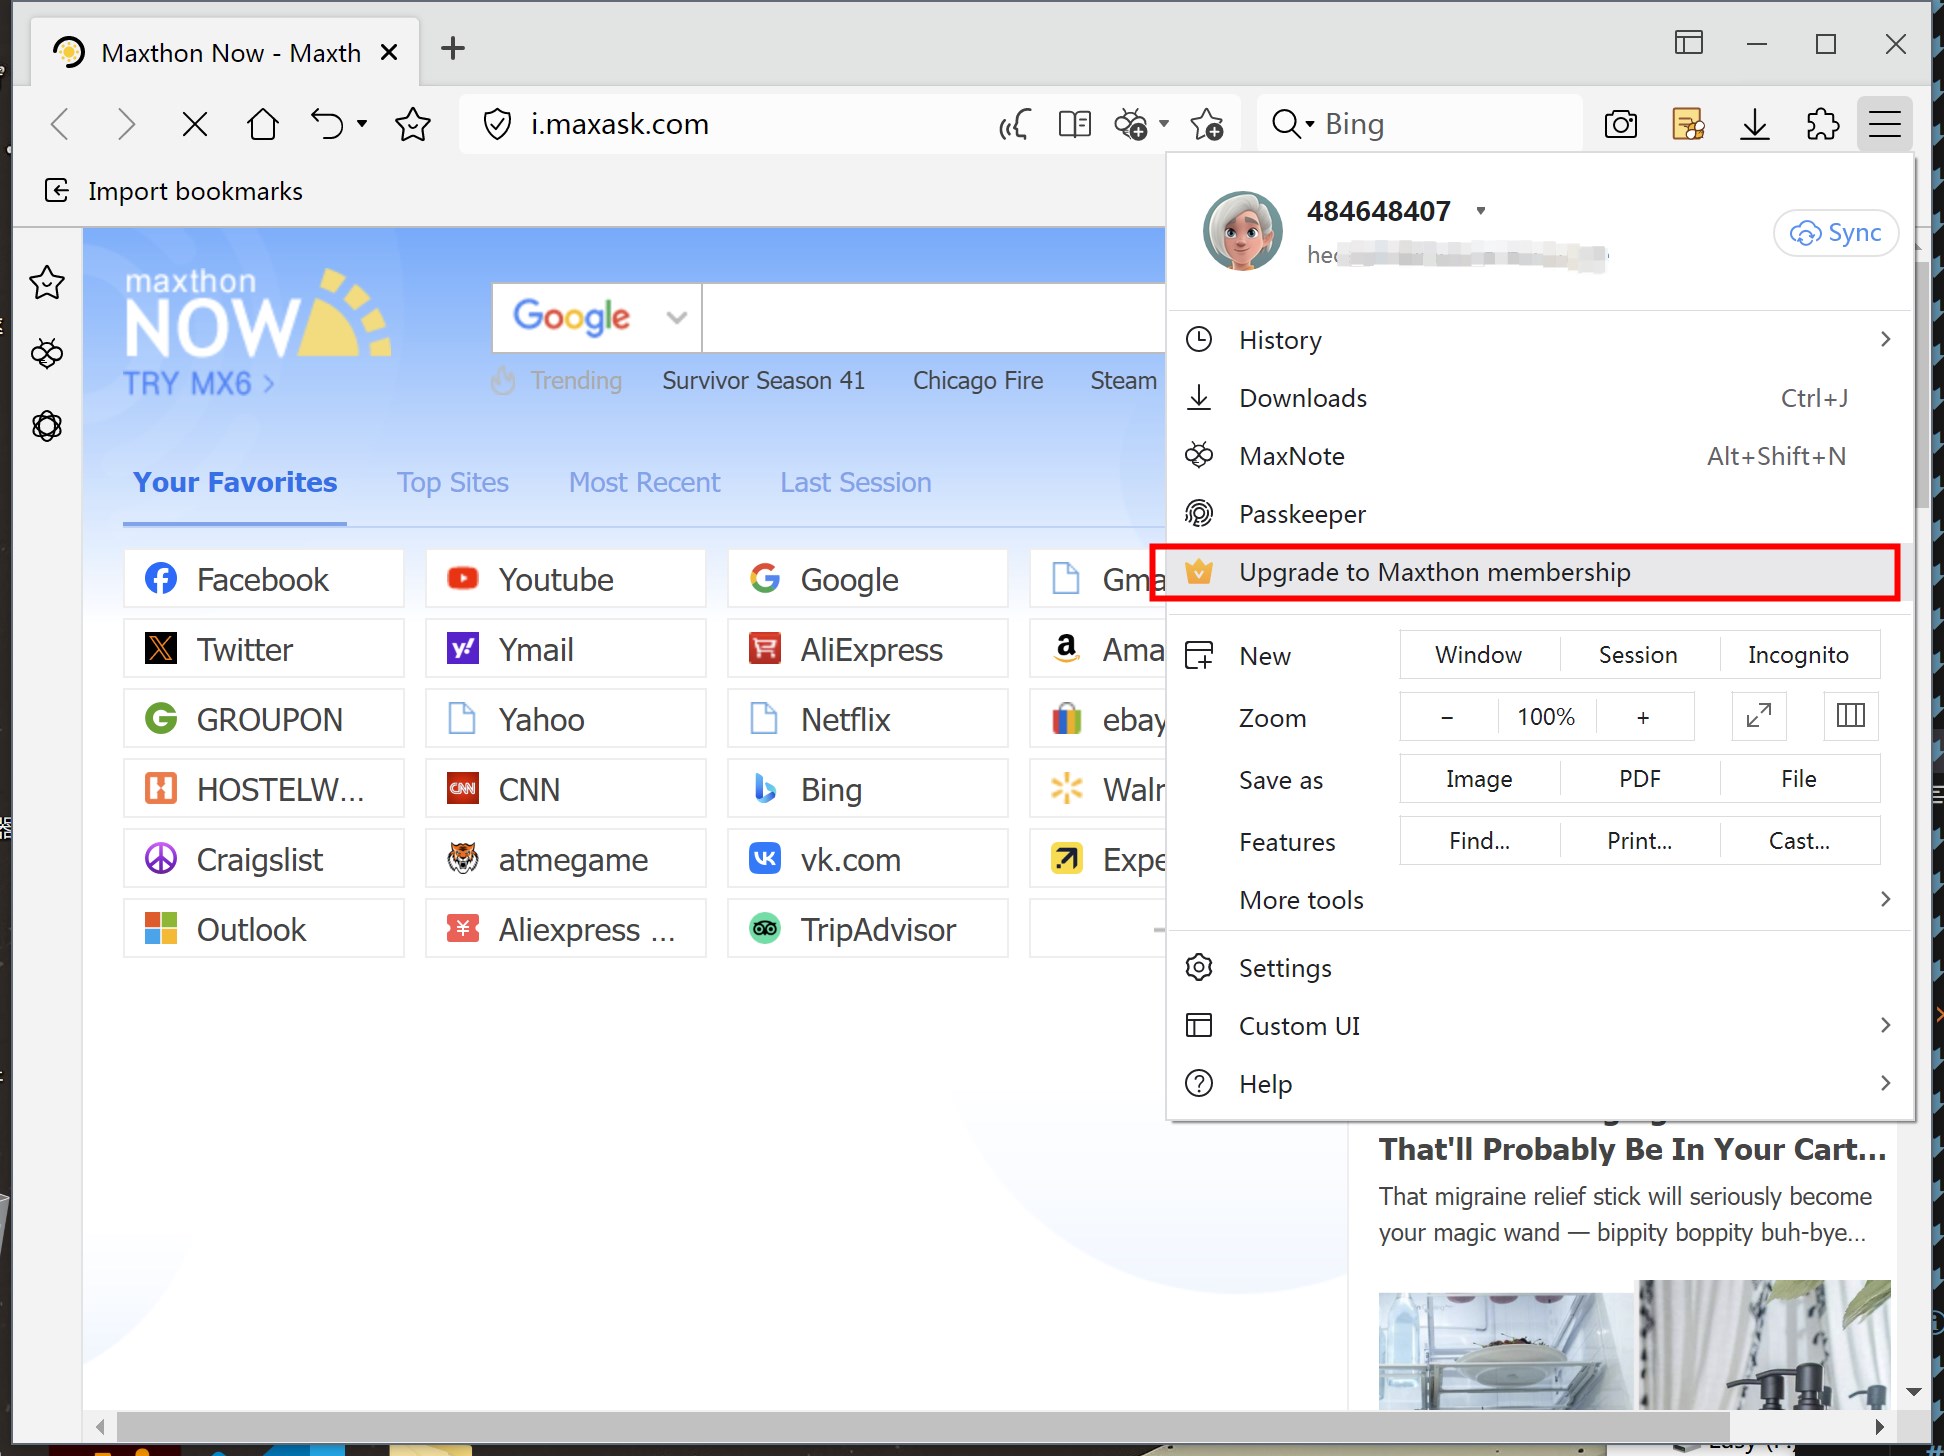 Maxthon Now - Maxth
i.maxask.com
Bing
Import bookmarks
484648407
hec
Sync
maxthon
NOW
TRY MX6 >
Google
Trending
Survivor Season 41
Chicago Fire
Steam
Your Favorites
Top Sites
Most Recent
Last Session
Facebook
Youtube
Google
Gma
Twitter
Ymail
AliExpress
Ama
GROUPON
Yahoo
Netflix
ebay
HOSTELW...
CNN
Bing
Waln
Craigslist
atmegame
vk.com
Expe
Outlook
Aliexpress ...
TripAdvisor
History
Downloads Ctrl+J
MaxNote Alt+Shift+N
Passkeeper
Upgrade to Maxthon membership
New Window Session Incognito
Zoom − 100% +
Save as Image PDF File
Features Find... Print... Cast...
More tools
Settings
Custom UI
Help
That'll Probably Be In Your Cart...
That migraine relief stick will seriously become
your magic wand — bippity boppity buh-bye...